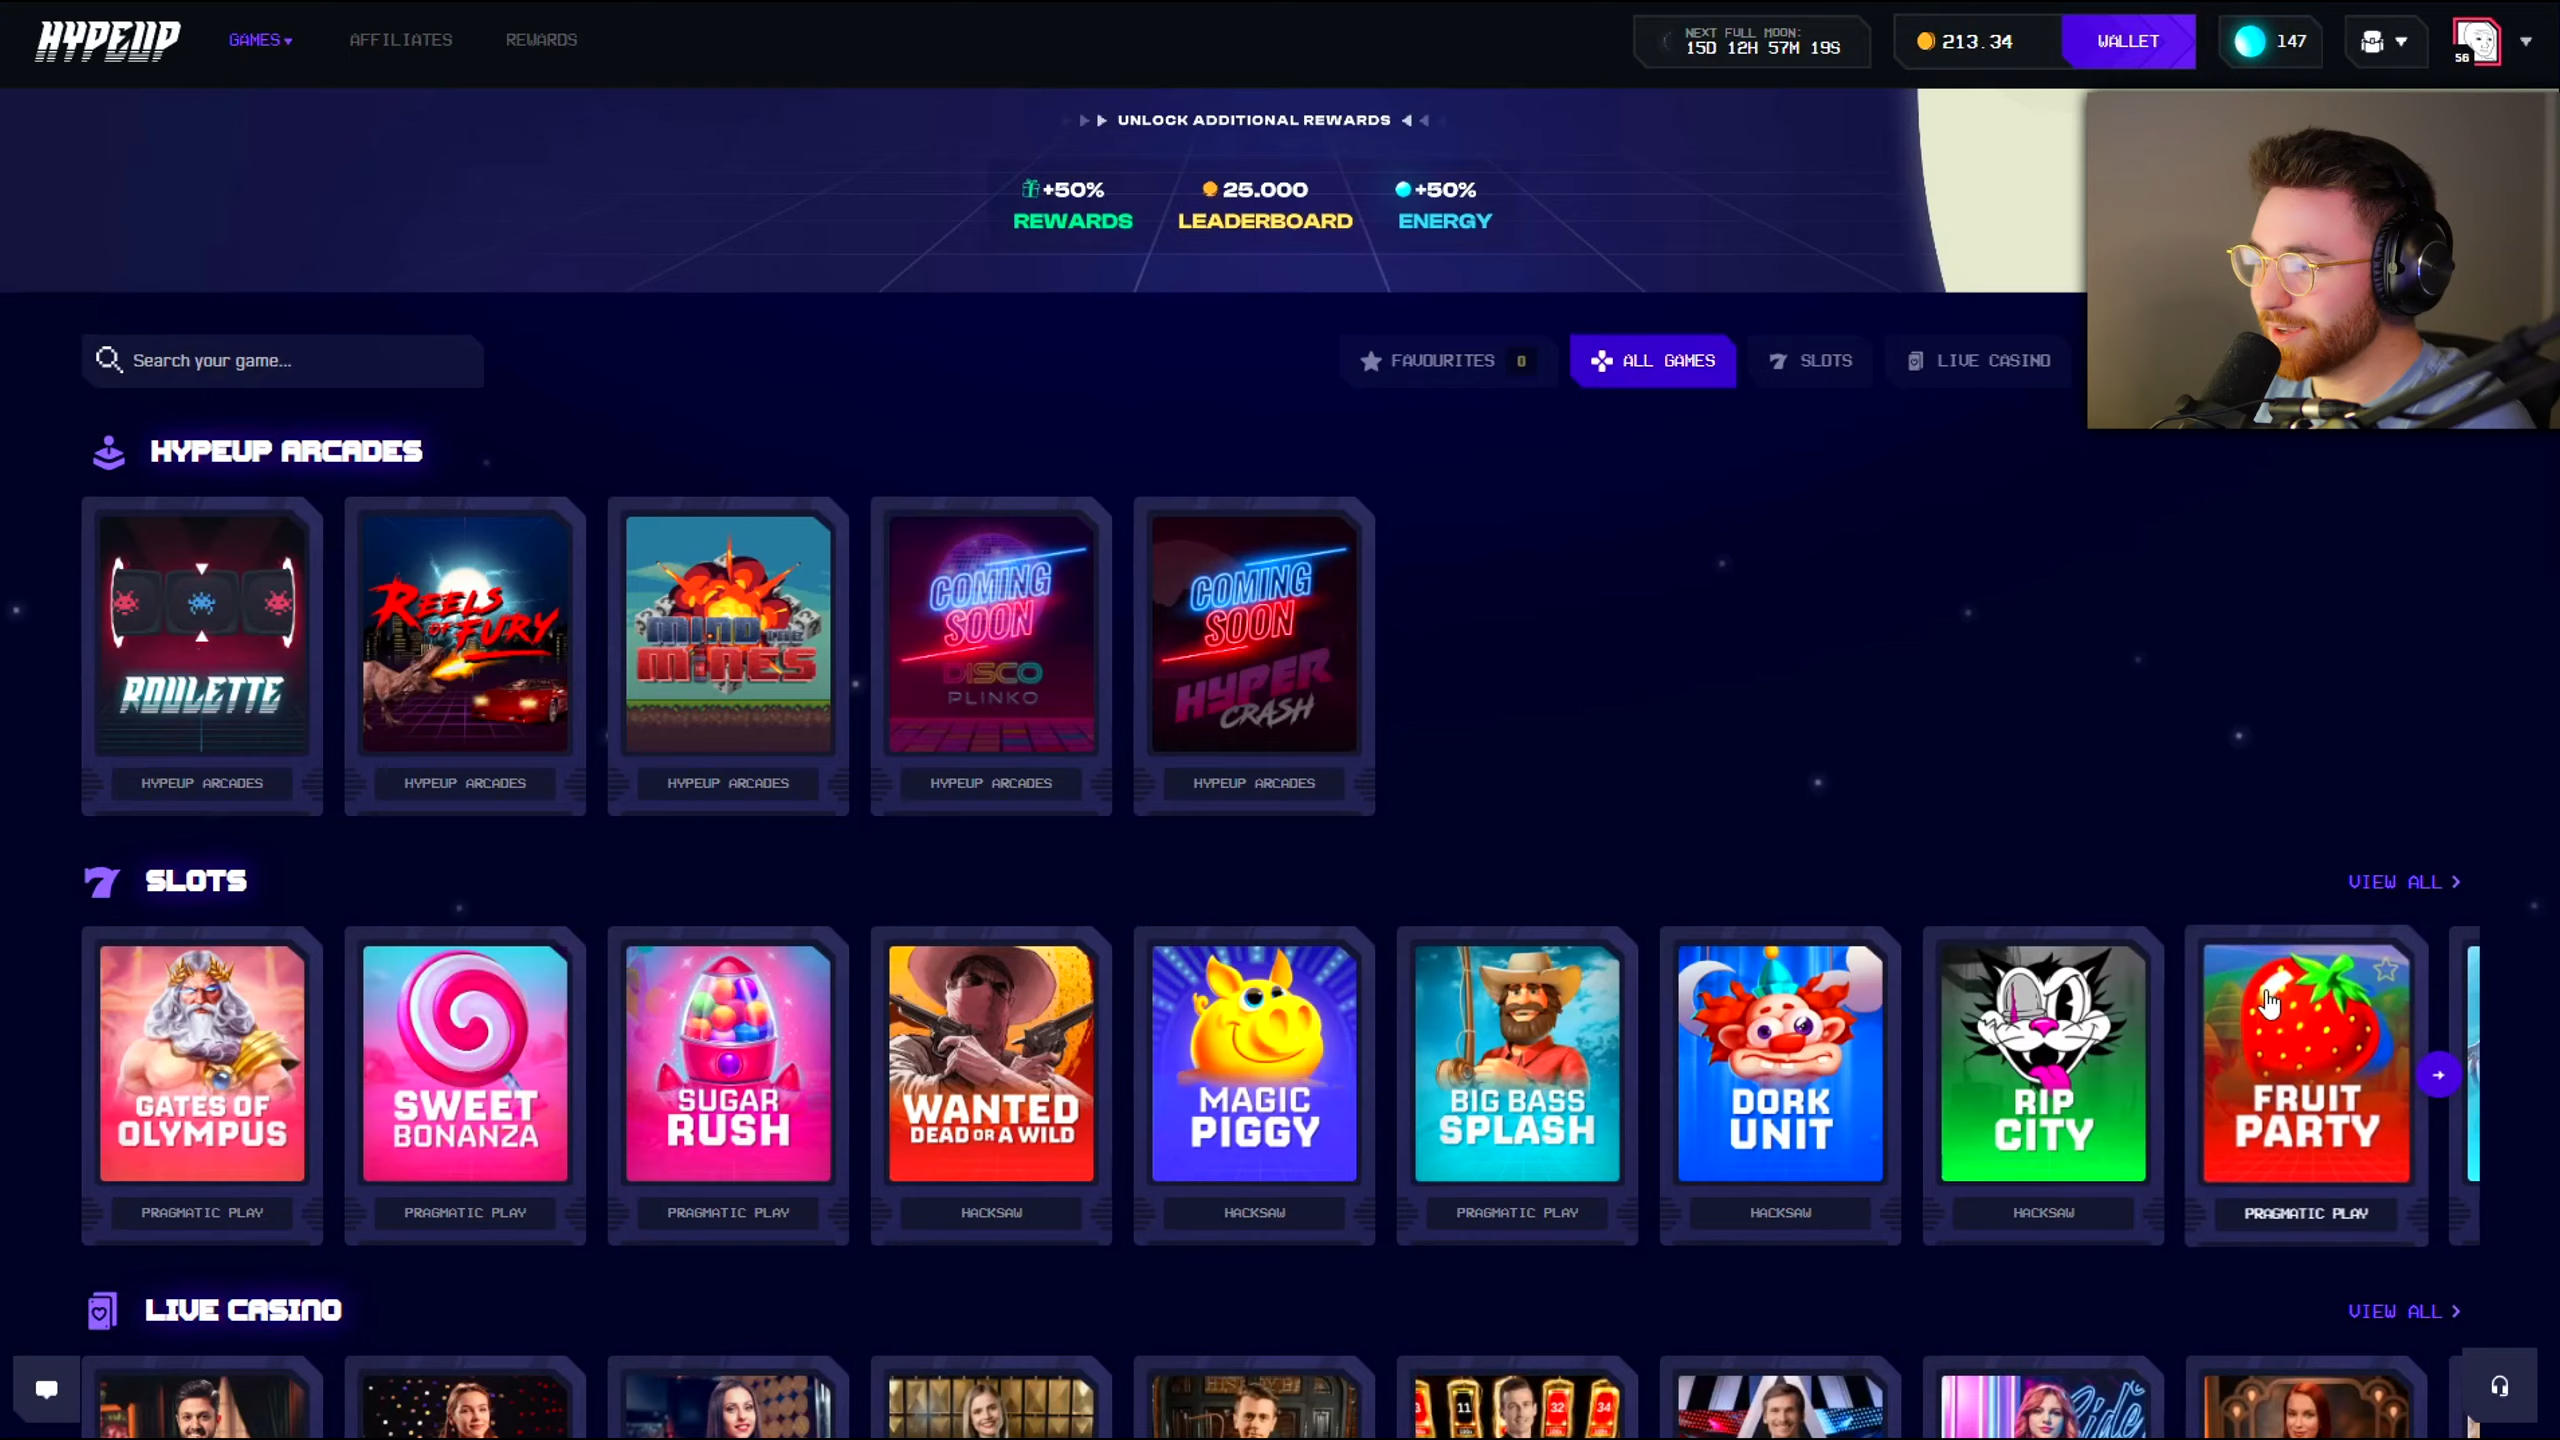 HYPEUP
GAMES
AFFILIATES
REWARDS
NEXT FULL MOON:
15D 12H 57M 19S
213.34
WALLET
147
56
UNLOCK ADDITIONAL REWARDS
+50%
REWARDS
25.000
LEADERBOARD
+50%
ENERGY
Search your game...
FAVOURITES 0
ALL GAMES
SLOTS
LIVE CASINO
HYPEUP ARCADES
ROULETTE
REELS
OF FURY
MIND THE
MINES
COMING
SOON
DISCO
PLINKO
COMING
SOON
HYPER
CRASH
HYPEUP ARCADES
HYPEUP ARCADES
HYPEUP ARCADES
HYPEUP ARCADES
HYPEUP ARCADES
SLOTS
VIEW ALL >
GATES OF
OLYMPUS
SWEET
BONANZA
SUGAR
RUSH
WANTED
DEAD OR A WILD
MAGIC
PIGGY
BIG BASS
SPLASH
DORK
UNIT
RIP
CITY
FRUIT
PARTY
PRAGMATIC PLAY
PRAGMATIC PLAY
PRAGMATIC PLAY
HACKSAW
HACKSAW
PRAGMATIC PLAY
HACKSAW
HACKSAW
PRAGMATIC PLAY
LIVE CASINO
VIEW ALL >
11
32
34